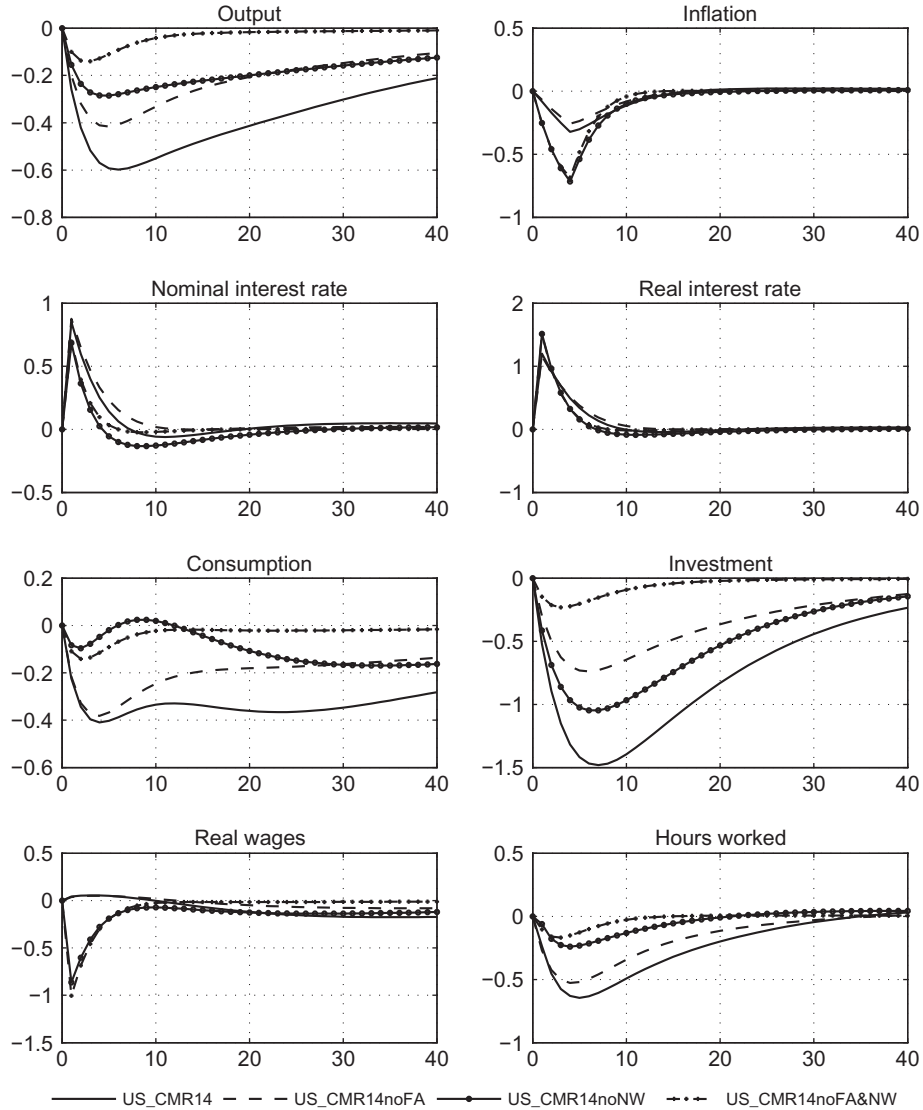 Output
0
−0.2
−0.4
−0.6
−0.8
0 10 20 30 40
Inflation
0.5
0
−0.5
−1
0 10 20 30 40
Nominal interest rate
1
0.5
0
−0.5
0 10 20 30 40
Real interest rate
2
1
0
−1
0 10 20 30 40
Consumption
0.2
0
−0.2
−0.4
−0.6
0 10 20 30 40
Investment
0
−0.5
−1
−1.5
0 10 20 30 40
Real wages
0.5
0
−0.5
−1
−1.5
0 10 20 30 40
Hours worked
0.5
0
−0.5
−1
0 10 20 30 40
US_CMR14 US_CMR14noFA US_CMR14noNW US_CMR14noFA&NW